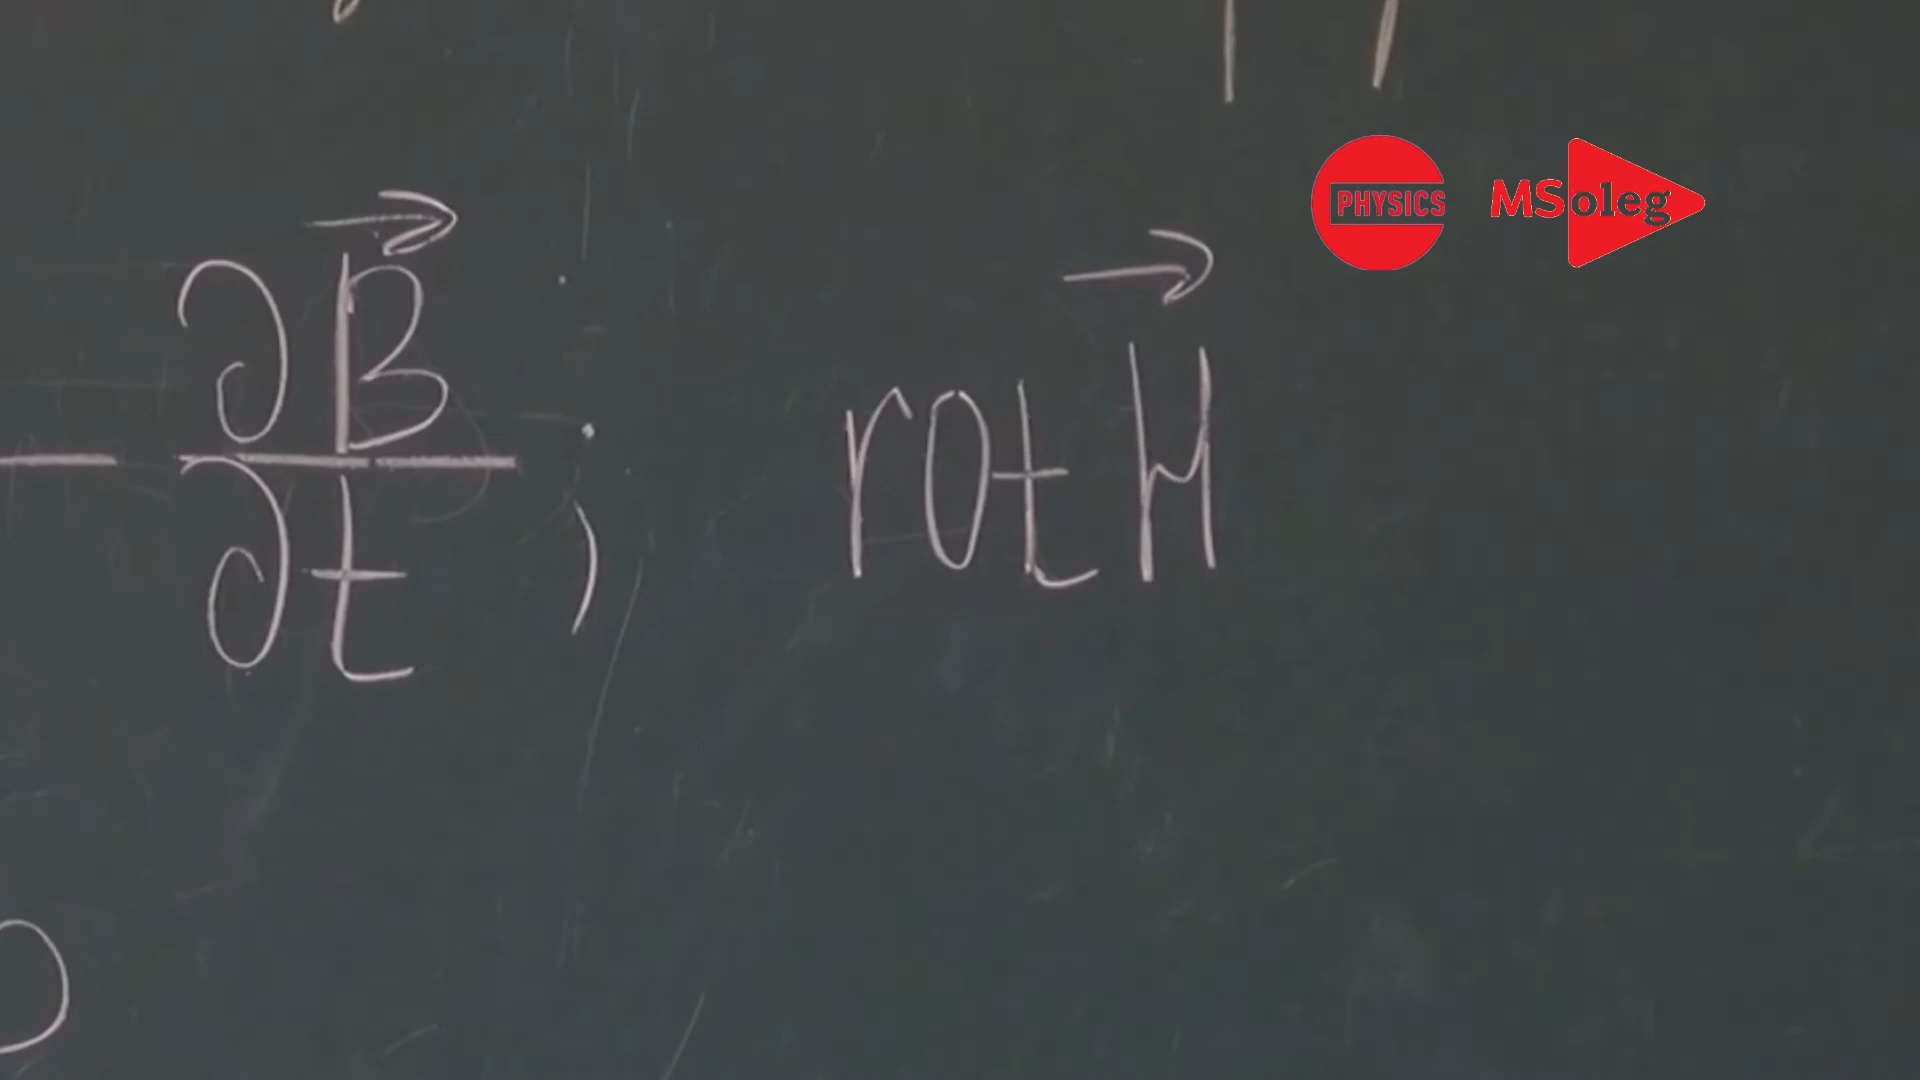 PHYSICS MSoleg
− ∂B⃗/∂t ; rot H⃗